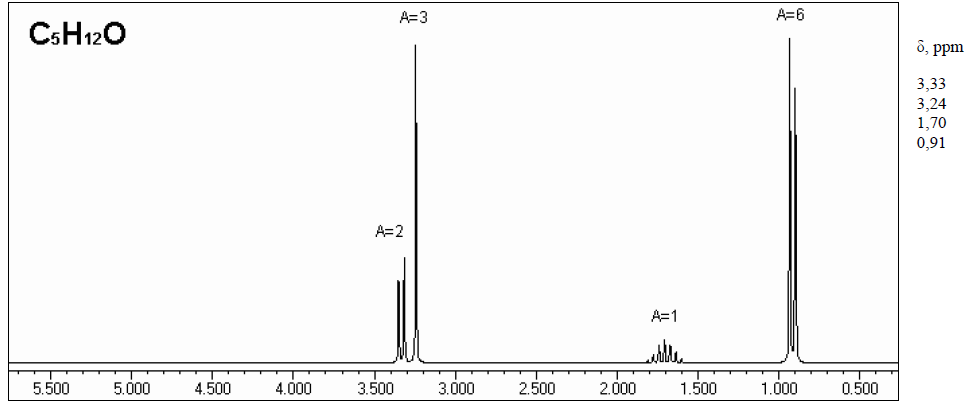 C₅H₁₂O
A=3
A=6
A=2
A=1
5.500 5.000 4.500 4.000 3.500 3.000 2.500 2.000 1.500 1.000 0.500
δ, ppm
3,33
3,24
1,70
0,91